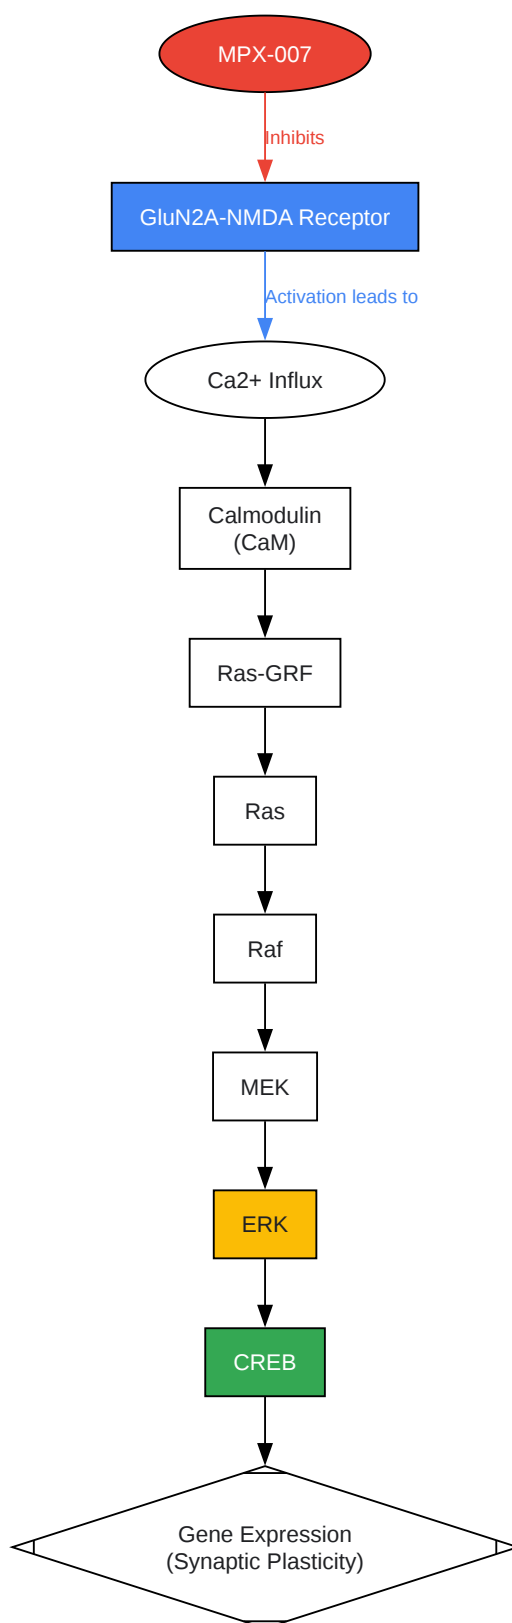 MPX-007
Inhibits
GluN2A-NMDA Receptor
Activation leads to
Ca2+ Influx
Calmodulin
(CaM)
Ras-GRF
Ras
Raf
MEK
ERK
CREB
Gene Expression
(Synaptic Plasticity)